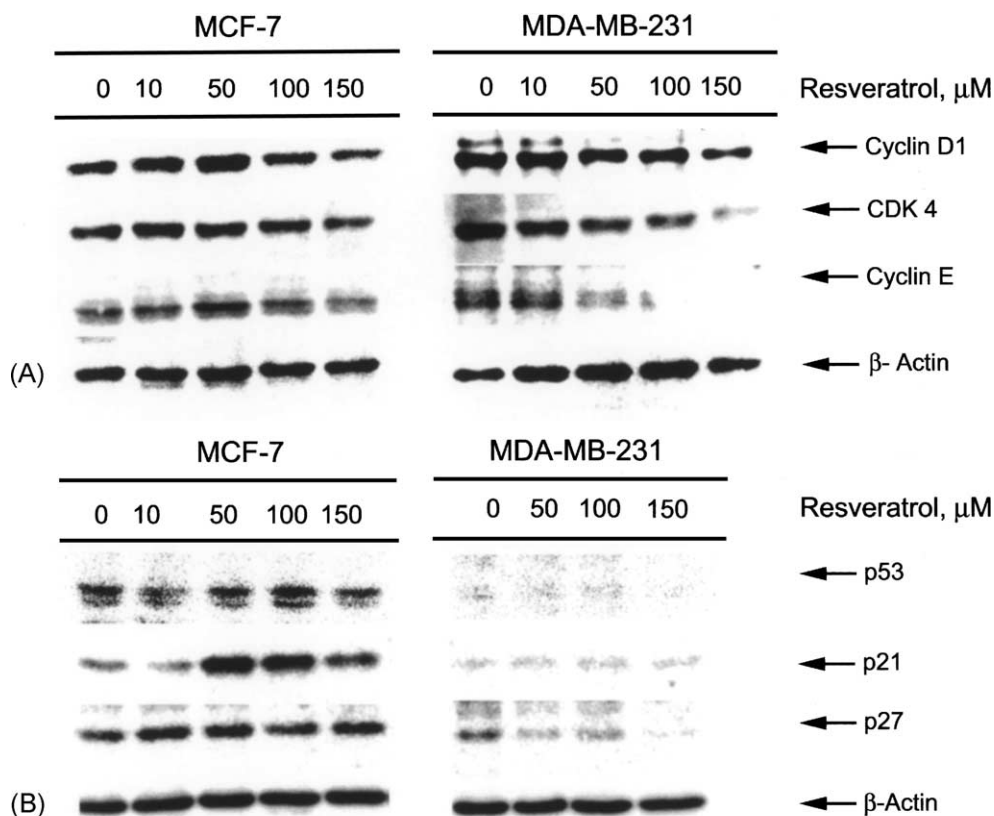 MCF-7 MDA-MB-231
0 10 50 100 150 0 10 50 100 150 Resveratrol, μM
Cyclin D1
CDK 4
Cyclin E
(A) β- Actin
MCF-7 MDA-MB-231
0 10 50 100 150 0 50 100 150 Resveratrol, μM
p53
p21
p27
(B) β-Actin